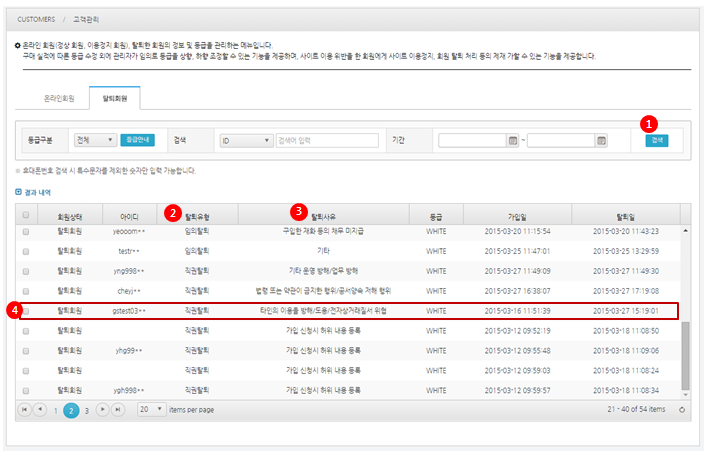 CUSTOMERS / 고객관리
온라인 회원(정상 회원, 이용정지 회원), 탈퇴한 회원의 정보 및 등급을 관리하는 메뉴입니다.
구매 실적에 따른 등급 수정 외에 관리자가 임의로 등급을 상향, 하향 조정할 수 있는 기능을 제공하며, 사이트 이용 위반을 한 회원에게 사이트 이용정지, 회원 탈퇴 처리 등의 제재 가할 수 있는 기능을 제공합니다.
온라인회원 탈퇴회원
1
등급구분 전체 등급안내 검색 ID 검색어 입력 기간 ~ 검색
※ 휴대폰번호 검색 시 특수문자를 제외한 숫자만 입력 가능합니다.
결과 내역
2 3
회원상태 아이디 탈퇴유형 탈퇴사유 등급 가입일 탈퇴일
탈퇴회원 yeooom** 임의탈퇴 구입한 재화 등의 채무 미지급 WHITE 2015-03-20 11:15:54 2015-03-20 11:43:23
탈퇴회원 testr** 임의탈퇴 기타 WHITE 2015-03-25 11:47:01 2015-03-25 13:29:59
탈퇴회원 yng998** 직권탈퇴 기타 운영 방해/업무 방해 WHITE 2015-03-27 11:49:09 2015-03-27 11:49:30
탈퇴회원 cheyj** 직권탈퇴 법령 또는 약관이 금지한 행위/공서양속 저해 행위 WHITE 2015-03-27 16:38:07 2015-03-27 17:19:08
4 탈퇴회원 gstest03** 직권탈퇴 타인의 이용을 방해/도용/전자상거래질서 위협 WHITE 2015-03-16 11:51:39 2015-03-27 15:19:01
탈퇴회원 직권탈퇴 가입 신청시 허위 내용 등록 WHITE 2015-03-12 09:52:19 2015-03-18 11:08:50
탈퇴회원 yhg99** 직권탈퇴 가입 신청시 허위 내용 등록 WHITE 2015-03-12 09:55:48 2015-03-18 11:09:06
탈퇴회원 직권탈퇴 가입 신청시 허위 내용 등록 WHITE 2015-03-12 09:59:03 2015-03-18 11:08:24
탈퇴회원 ygh998** 직권탈퇴 가입 신청시 허위 내용 등록 WHITE 2015-03-12 09:59:57 2015-03-18 11:08:34
1 2 3 20 items per page 21 - 40 of 54 items